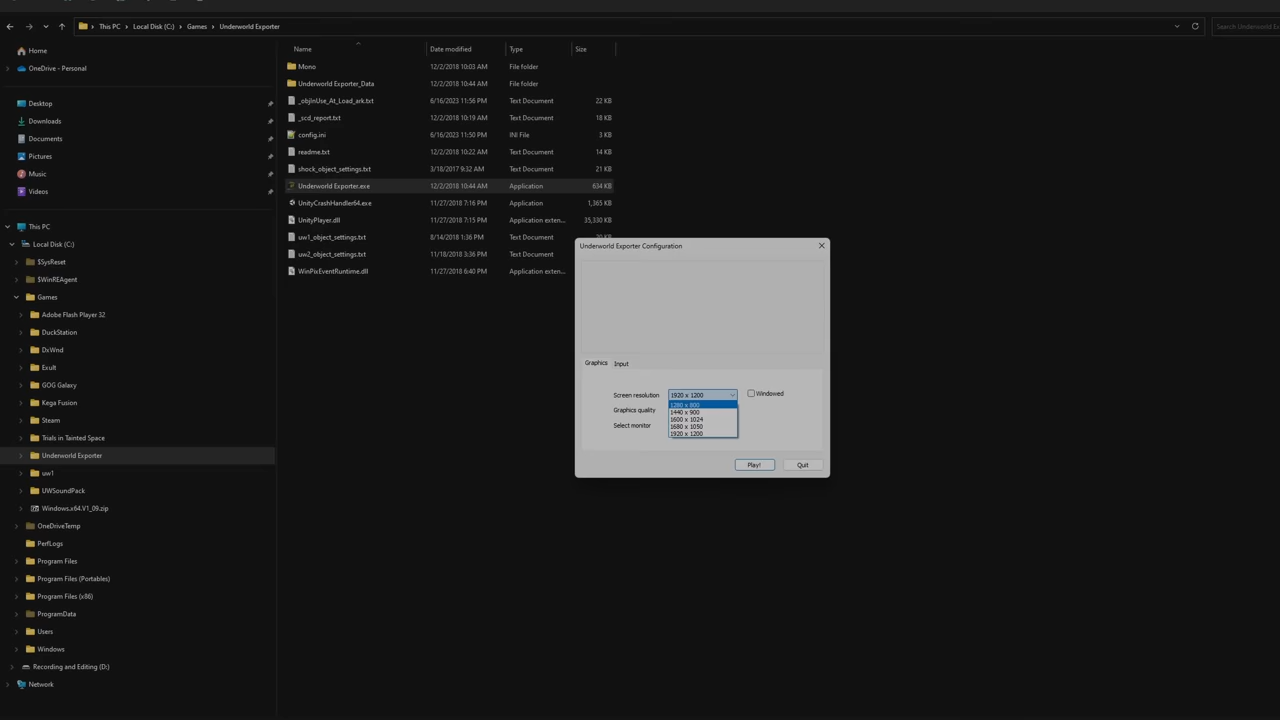 This PC > Local Disk (C:) > Games > Underworld Exporter
Search Underworld Ex
Home
OneDrive - Personal
Desktop
Downloads
Documents
Pictures
Music
Videos
This PC
Local Disk (C:)
$SysReset
$WinREAgent
Games
Adobe Flash Player 32
DuckStation
DxWnd
Exult
GOG Galaxy
Kega Fusion
Steam
Trials in Tainted Space
Underworld Exporter
uw1
UWSoundPack
Windows.x64.V1_09.zip
OneDriveTemp
PerfLogs
Program Files
Program Files (Portables)
Program Files (x86)
ProgramData
Users
Windows
Recording and Editing (D:)
Network
Name Date modified Type Size
Mono 12/2/2018 10:03 AM File folder
Underworld Exporter_Data 12/2/2018 10:44 AM File folder
_objInUse_At_Load_ark.txt 6/16/2023 11:56 PM Text Document 22 KB
_scd_report.txt 12/2/2018 10:19 AM Text Document 18 KB
config.ini 6/16/2023 11:50 PM INI File 3 KB
readme.txt 12/2/2018 10:22 AM Text Document 14 KB
shock_object_settings.txt 3/18/2017 9:32 AM Text Document 21 KB
Underworld Exporter.exe 12/2/2018 10:44 AM Application 634 KB
UnityCrashHandler64.exe 11/27/2018 7:16 PM Application 1,365 KB
UnityPlayer.dll 11/27/2018 7:15 PM Application exten... 35,330 KB
uw1_object_settings.txt 8/14/2018 1:36 PM Text Document
uw2_object_settings.txt 11/18/2018 3:36 PM Text Document
WinPixEventRuntime.dll 11/27/2018 6:40 PM Application exten...
Underworld Exporter Configuration
Graphics Input
Screen resolution 1920 x 1200 Windowed
1280 x 800
1440 x 900
Graphics quality
1600 x 1024
Select monitor
1680 x 1050
1920 x 1200
Play! Quit